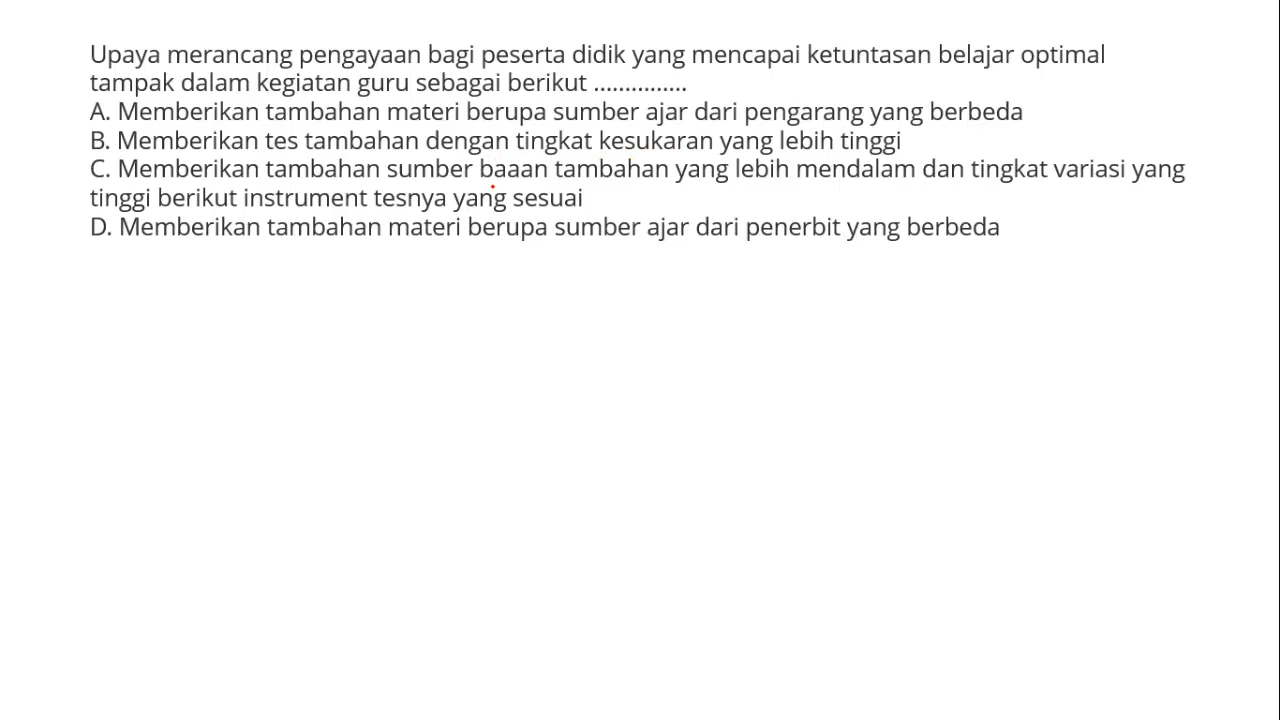 Upaya merancang pengayaan bagi peserta didik yang mencapai ketuntasan belajar optimal
tampak dalam kegiatan guru sebagai berikut ...............
A. Memberikan tambahan materi berupa sumber ajar dari pengarang yang berbeda
B. Memberikan tes tambahan dengan tingkat kesukaran yang lebih tinggi
C. Memberikan tambahan sumber baaan tambahan yang lebih mendalam dan tingkat variasi yang
tinggi berikut instrument tesnya yang sesuai
D. Memberikan tambahan materi berupa sumber ajar dari penerbit yang berbeda